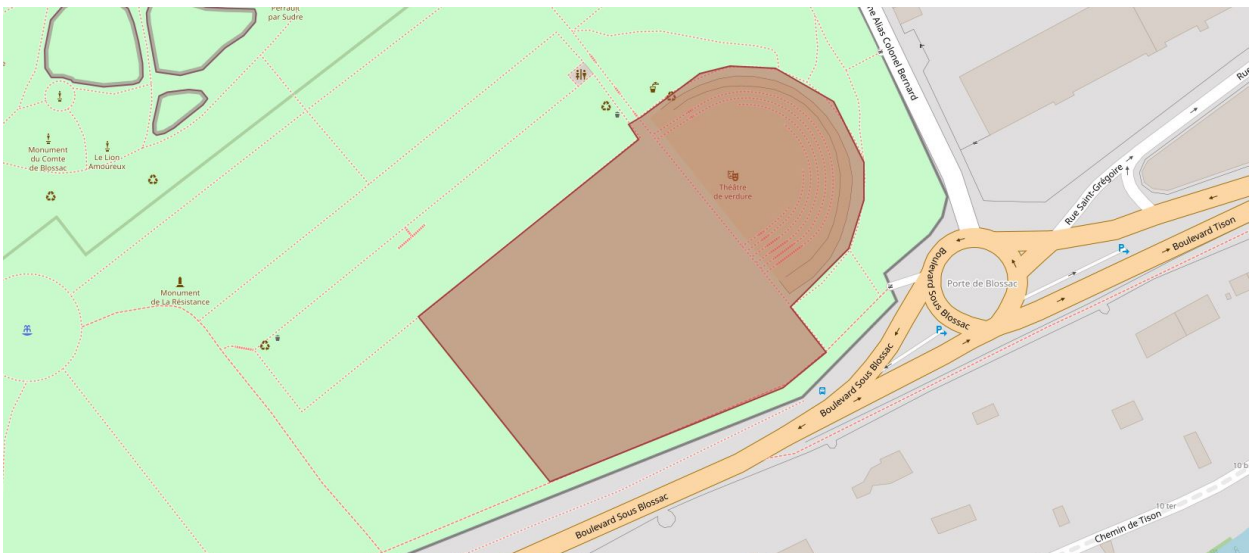 Perrault
par Sudre
Monument
du Comte
de Blossac
Le Lion
Amoureux
Monument
de La Résistance
Théâtre
de verdure
Alias Colonel Bernard
Rue Saint-Grégoire
Boulevard Tison
Porte de Blossac
Boulevard Sous Blossac
Boulevard Sous Blossac
Boulevard Sous Blossac
P
P
10 ter
Chemin de Tison